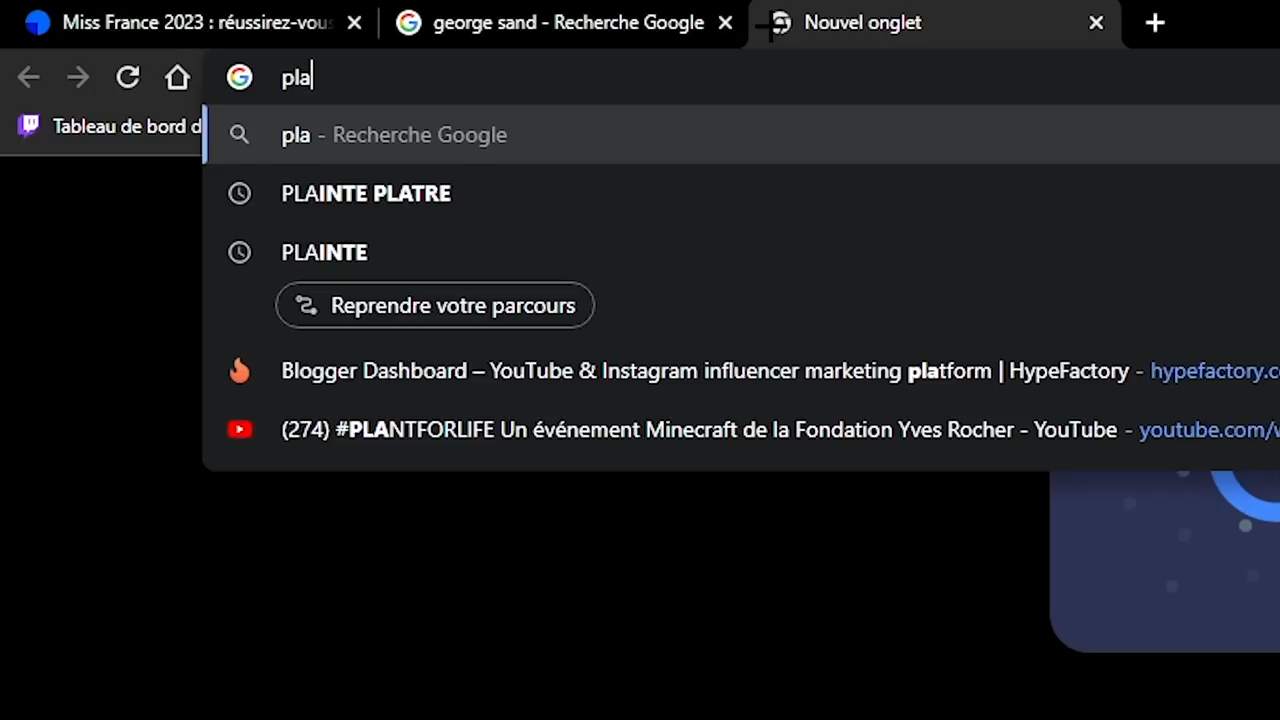 Miss France 2023 : réussirez-vous
george sand - Recherche Google
Nouvel onglet
pla
Tableau de bord d
pla - Recherche Google
PLAINTE PLATRE
PLAINTE
Reprendre votre parcours
Blogger Dashboard – YouTube & Instagram influencer marketing platform | HypeFactory - hypefactory.c
(274) #PLANTFORLIFE Un événement Minecraft de la Fondation Yves Rocher - YouTube - youtube.com/